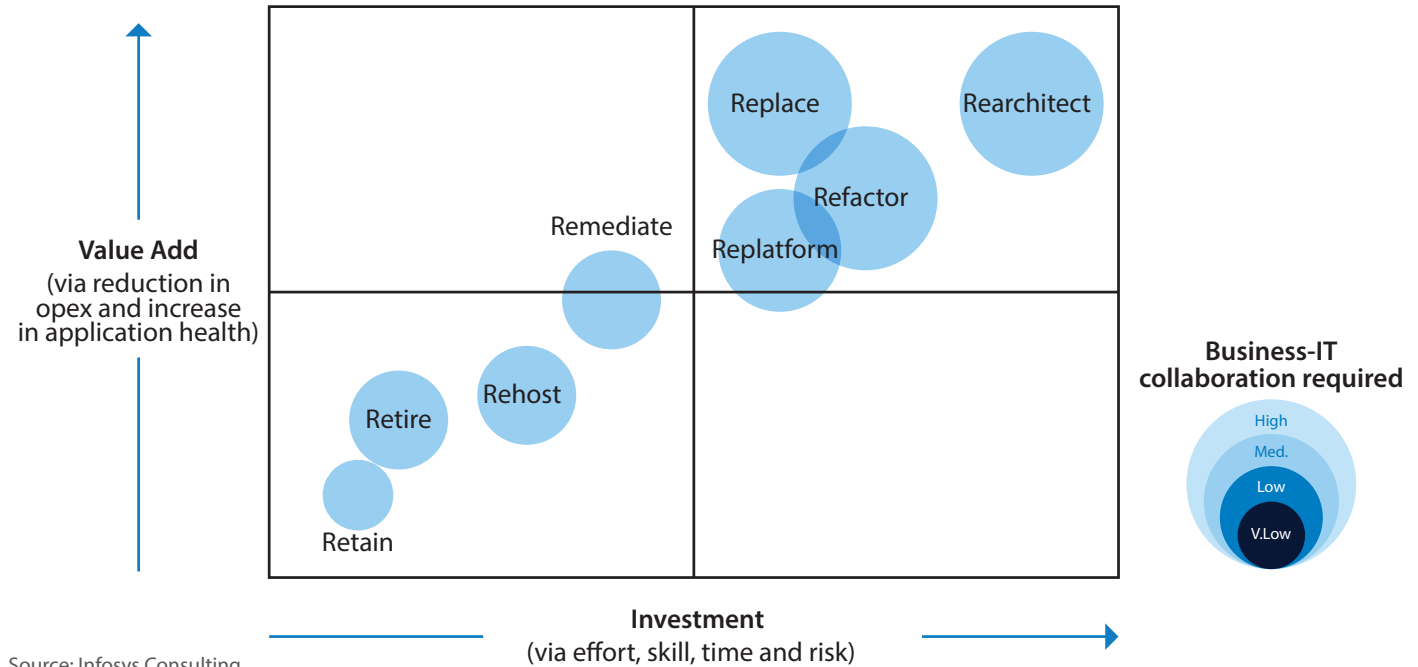 Value Add
(via reduction in
opex and increase
in application health)
Replace
Rearchitect
Refactor
Remediate
Replatform
Rehost
Retire
Retain
Business-IT
collaboration required
High
Med.
Low
V.Low
Investment
(via effort, skill, time and risk)
Source: Infosys Consulting